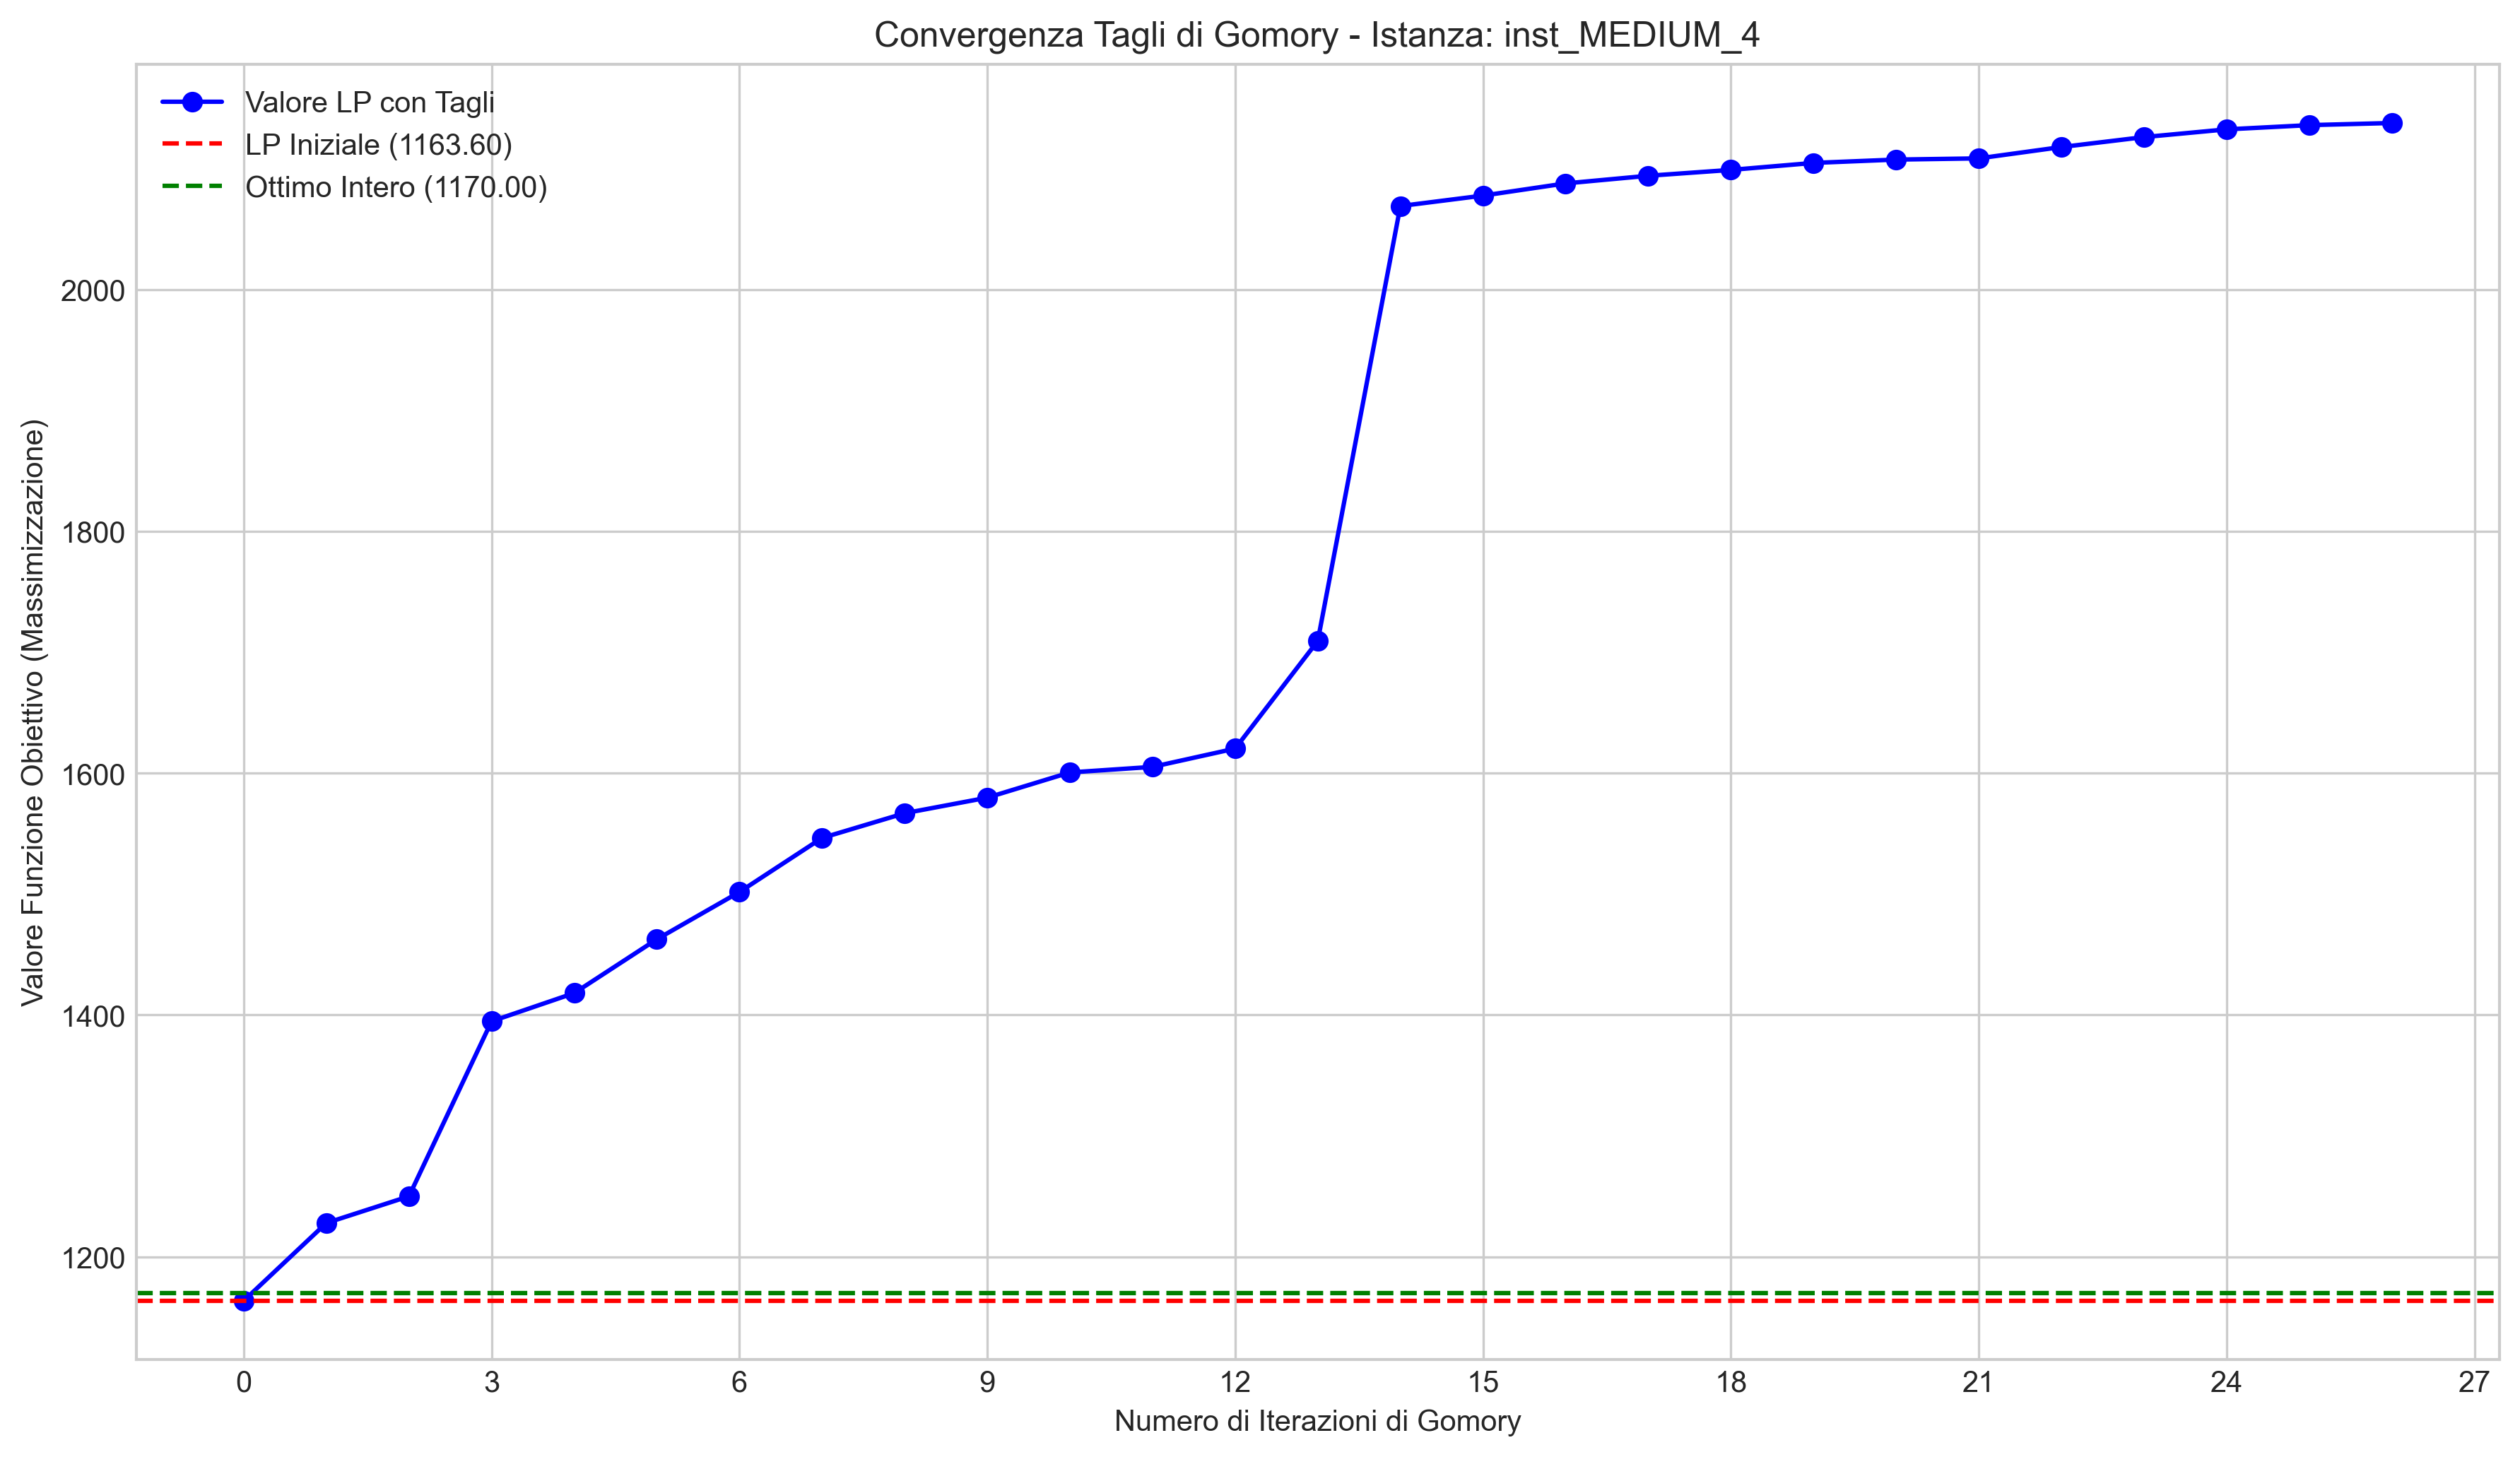 Convergenza Tagli di Gomory - Istanza: inst_MEDIUM_4
Valore LP con Tagli
LP Iniziale (1163.60)
Ottimo Intero (1170.00)
Valore Funzione Obiettivo (Massimizzazione)
2000
1800
1600
1400
1200
0 3 6 9 12 15 18 21 24 27
Numero di Iterazioni di Gomory